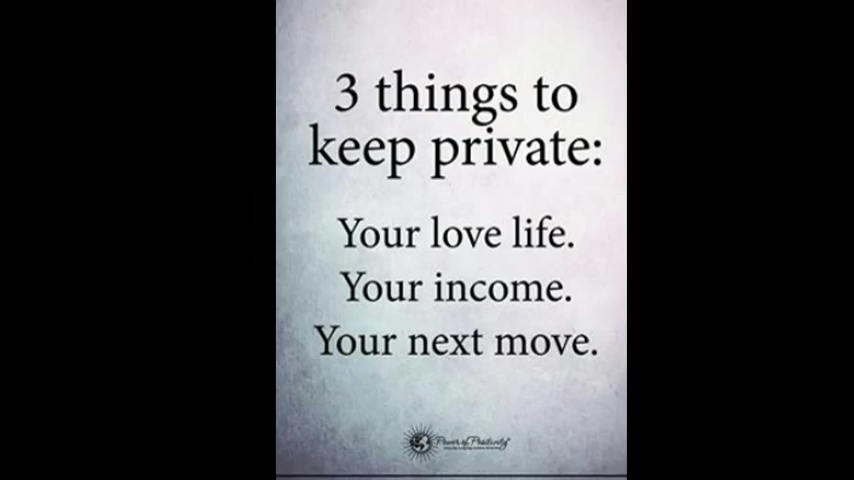 3 things to
keep private:
Your love life.
Your income.
Your next move.
Power of Positivity